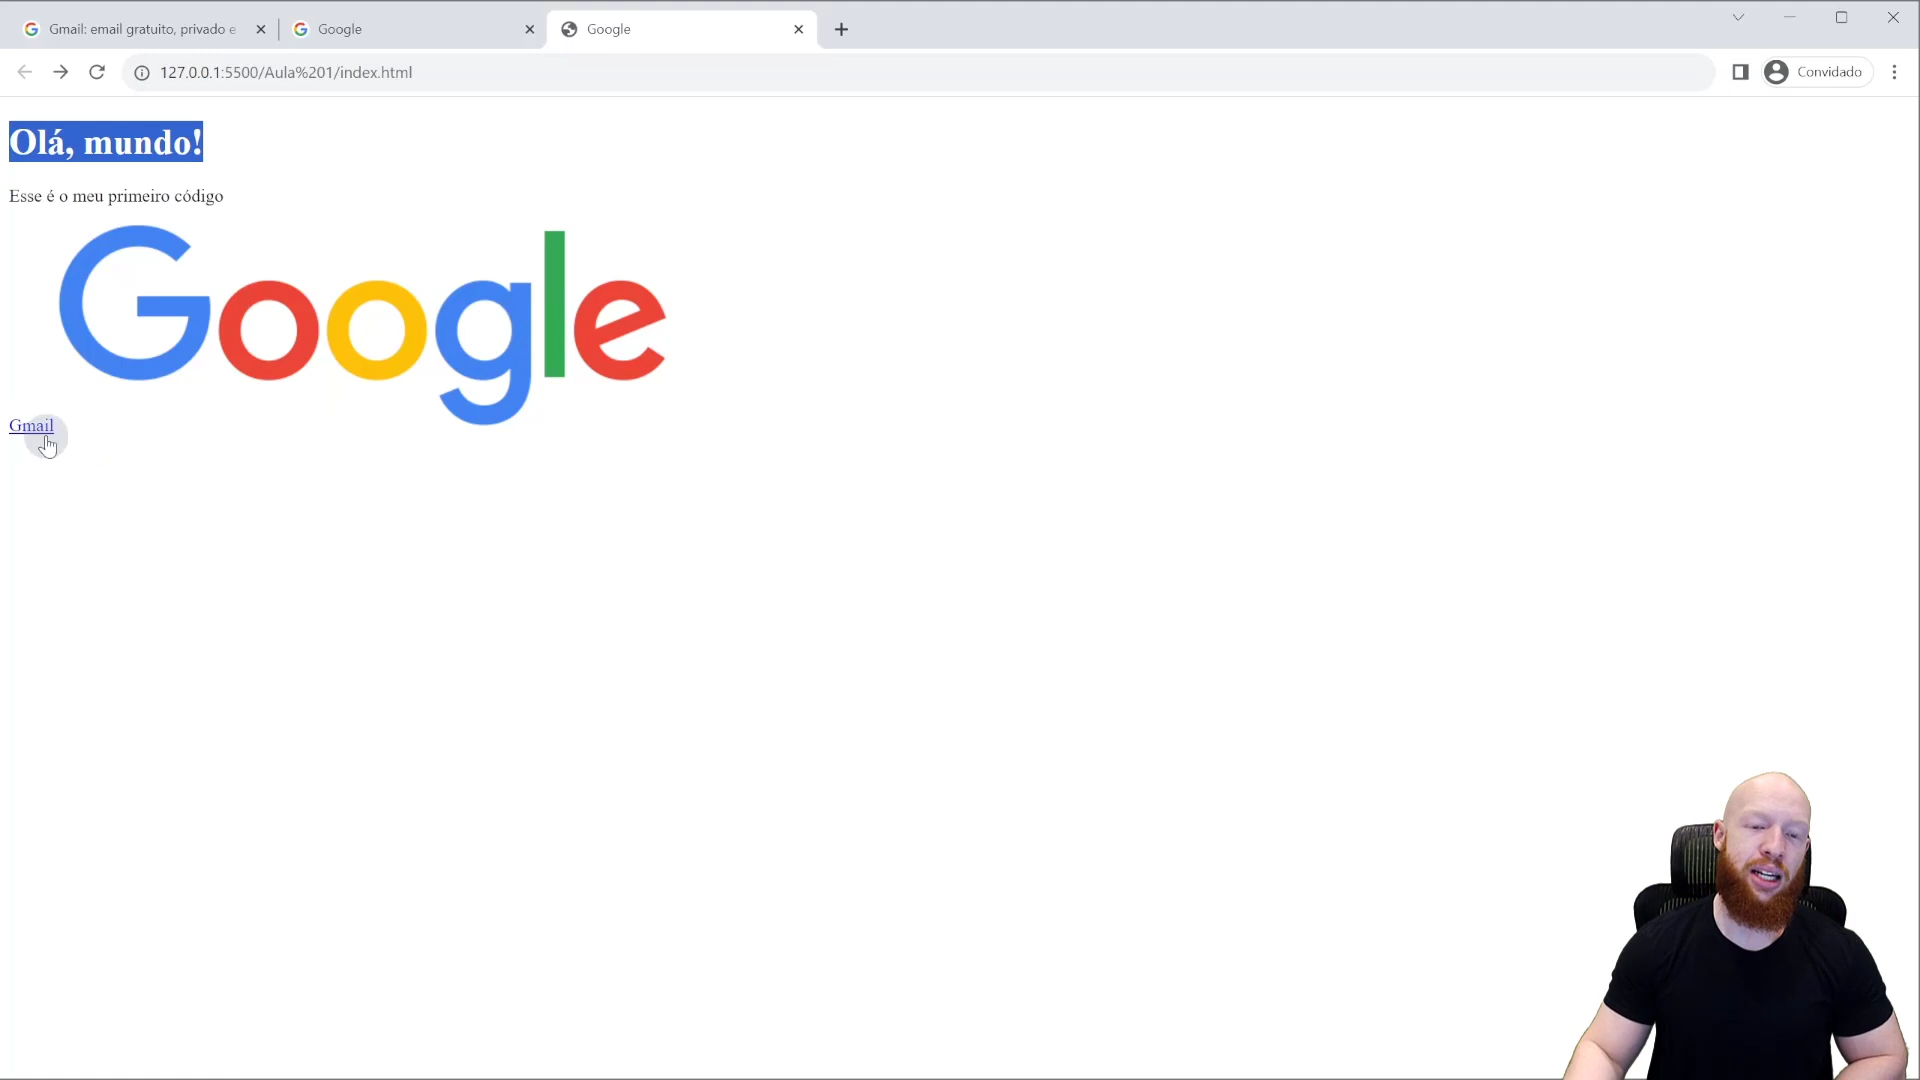 Gmail: email gratuito, privado e
Google
Google
127.0.0.1:5500/Aula%201/index.html
Convidado
Olá, mundo!
Esse é o meu primeiro código
Google
Gmail